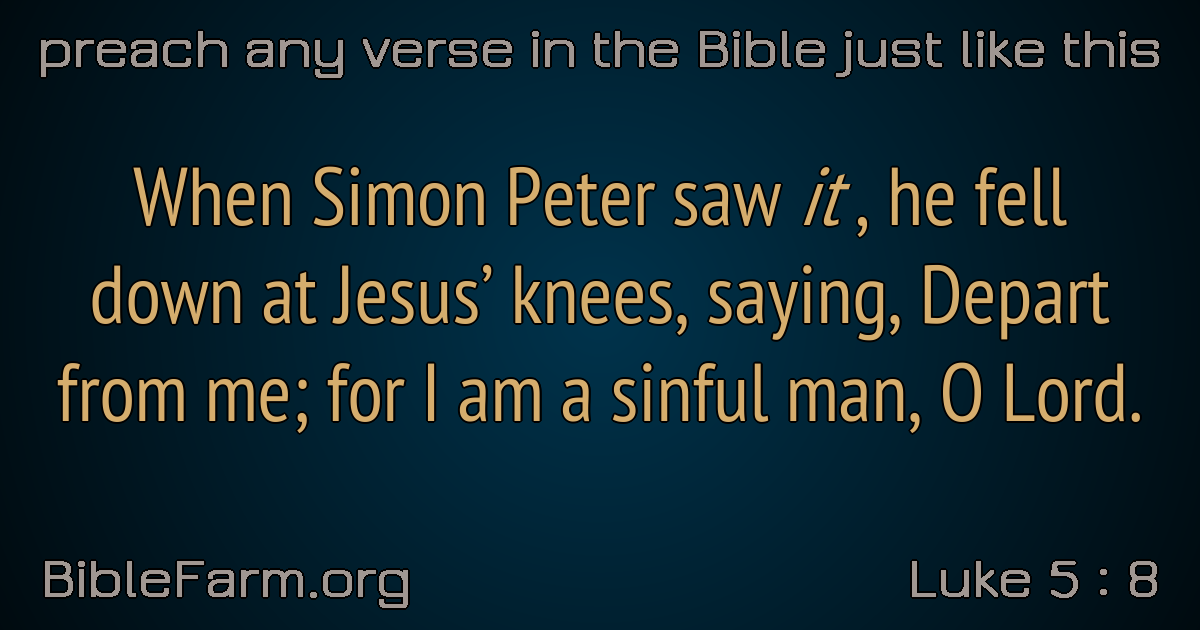 preach any verse in the Bible just like this
When Simon Peter saw it , he fell
down at Jesus’ knees, saying, Depart
from me; for I am a sinful man, O Lord.
BibleFarm.org
Luke 5 : 8